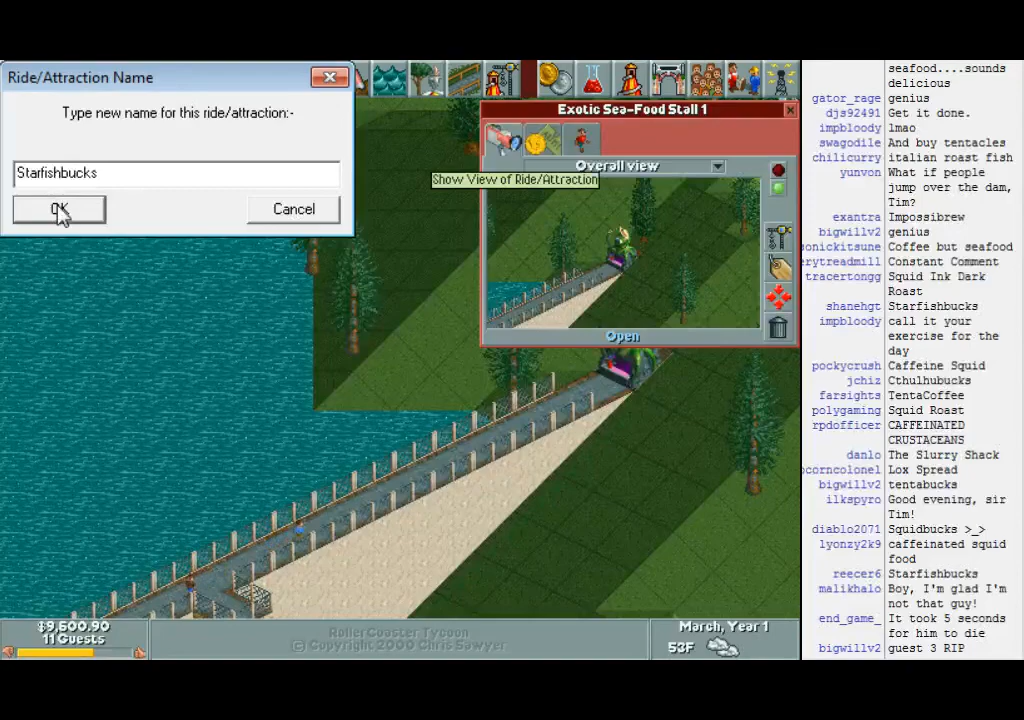 Ride/Attraction Name
Type new name for this ride/attraction:-
Starfishbucks
OK
Cancel
Exotic Sea-Food Stall 1
Overall view
Show View of Ride/Attraction
Open
$9,600.90
11 Guests
RollerCoaster Tycoon
(c) Copyright 2000 Chris Sawyer
March, Year 1
53F
seafood....sounds
delicious
gator_rage genius
djs92491 Get it done.
impbloody lmao
swagodile And buy tentacles
chilicurry italian roast fish
yunvon What if people
jump over the dam,
Tim?
exantra Impossibrew
bigwillv2 genius
onickitsune Coffee but seafood
erytreadmill Constant Comment
tracertongg Squid Ink Dark
Roast
shanehgt Starfishbucks
impbloody call it your
exercise for the
day
pockycrush Caffeine Squid
jchiz Cthulhubucks
farsights TentaCoffee
polygaming Squid Roast
rpdofficer CAFFEINATED
CRUSTACEANS
danlo The Slurry Shack
ocorncolonel Lox Spread
bigwillv2 tentabucks
ilkspyro Good evening, sir
Tim!
diablo2071 Squidbucks >_>
lyonzy2k9 caffeinated squid
food
reecer6 Starfishbucks
malikhalo Boy, I'm glad I'm
not that guy!
end_game_ It took 5 seconds
for him to die
bigwillv2 guest 3 RIP